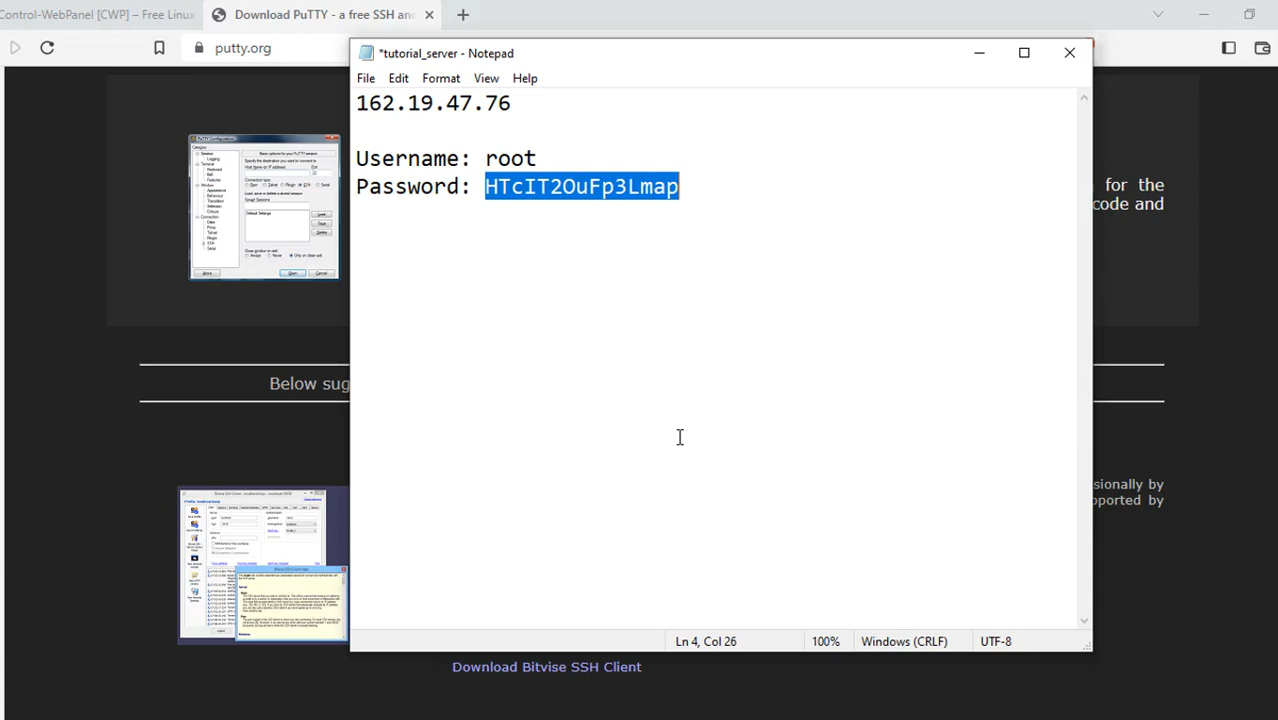 Control-WebPanel [CWP] – Free Linux
Download PuTTY - a free SSH and
putty.org
*tutorial_server - Notepad
File Edit Format View Help
162.19.47.76
Username: root
Password: HTcIT2OuFp3Lmap
for the
code and
Below sug
sionally by
ported by
Ln 4, Col 26 100% Windows (CRLF) UTF-8
Download Bitvise SSH Client